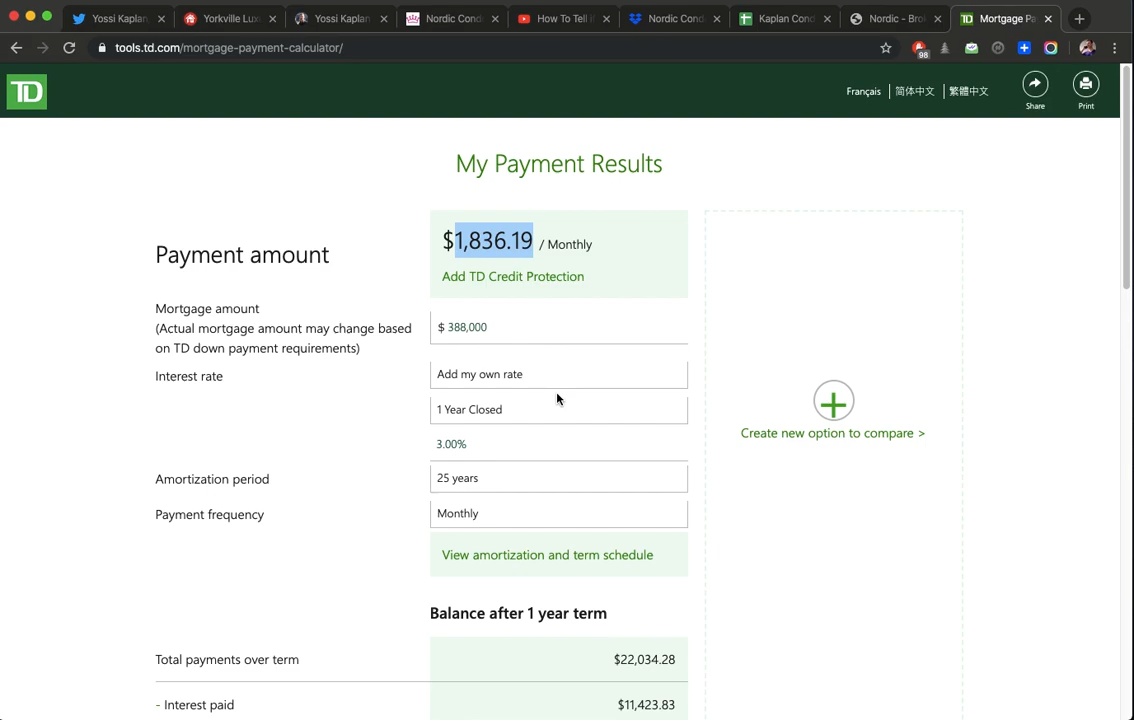 Yossi Kaplan,
Yorkville Lux
Yossi Kaplan
Nordic Cond
How To Tell i
Nordic Cond
Kaplan Cond
Nordic - Bro
Mortgage Pa
tools.td.com/mortgage-payment-calculator/
98
TD
Français
简体中文
繁體中文
Share
Print
My Payment Results
Payment amount
$1,836.19 / Monthly
Add TD Credit Protection
Mortgage amount
(Actual mortgage amount may change based
on TD down payment requirements)
$ 388,000
Interest rate
Add my own rate
1 Year Closed
3.00%
Amortization period
25 years
Payment frequency
Monthly
View amortization and term schedule
Create new option to compare >
Balance after 1 year term
Total payments over term
$22,034.28
- Interest paid
$11,423.83